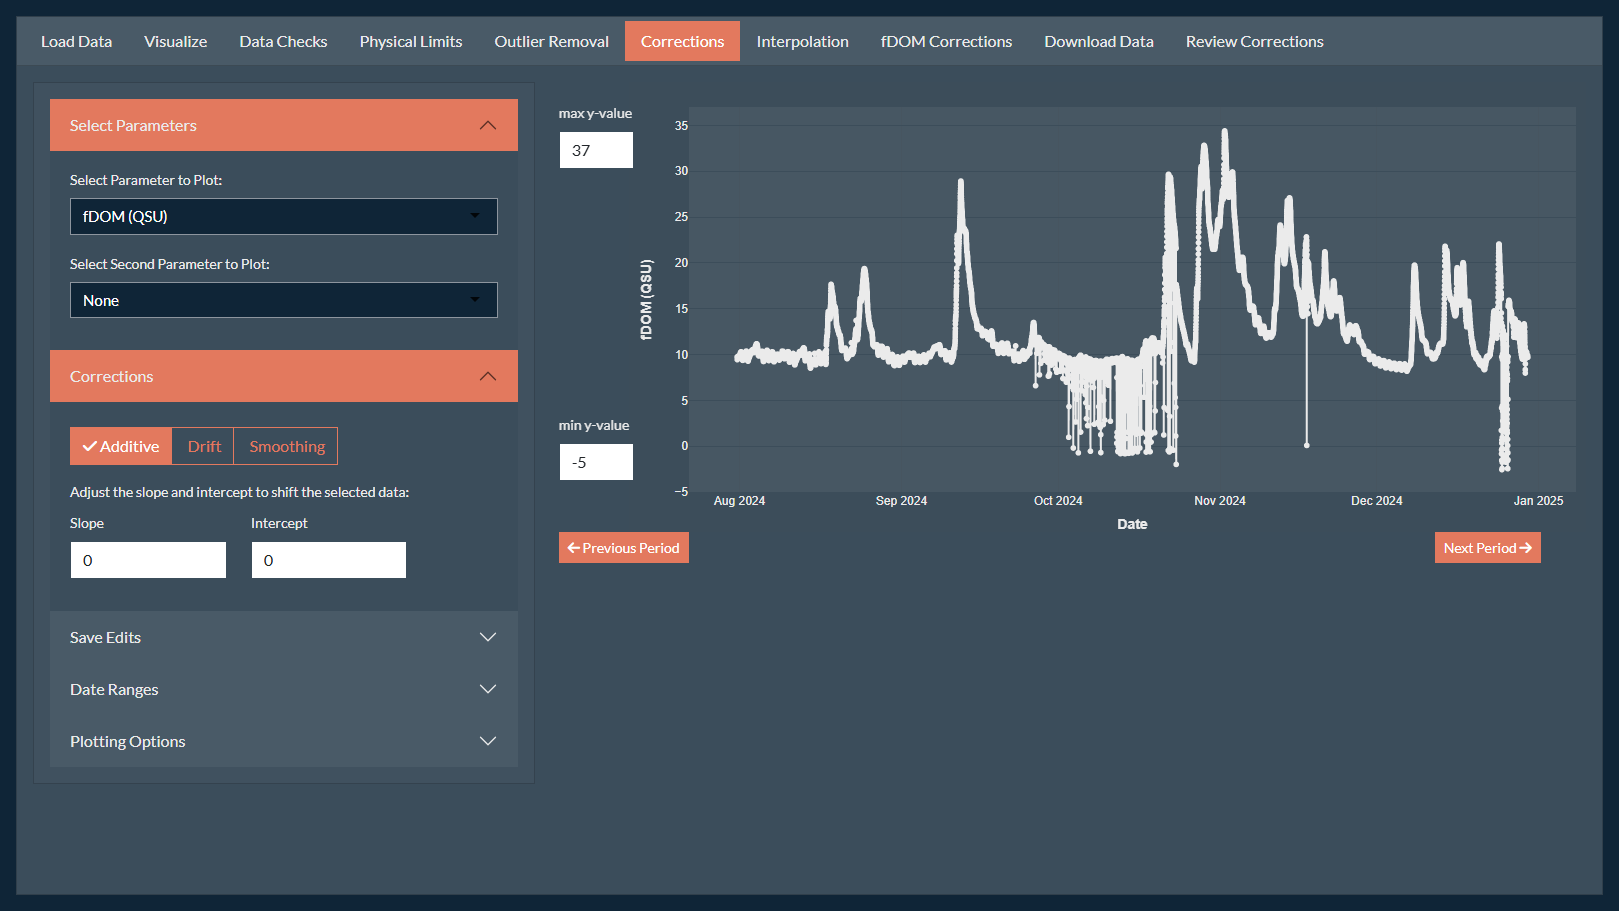 Load Data Visualize Data Checks Physical Limits Outlier Removal Corrections Interpolation fDOM Corrections Download Data Review Corrections
Select Parameters
Select Parameter to Plot:
fDOM (QSU)
Select Second Parameter to Plot:
None
Corrections
Additive Drift Smoothing
Adjust the slope and intercept to shift the selected data:
Slope Intercept
0 0
Save Edits
Date Ranges
Plotting Options
max y-value
37
min y-value
-5
fDOM (QSU)
35
30
25
20
15
10
5
0
−5
Aug 2024 Sep 2024 Oct 2024 Nov 2024 Dec 2024 Jan 2025
Date
Previous Period Next Period